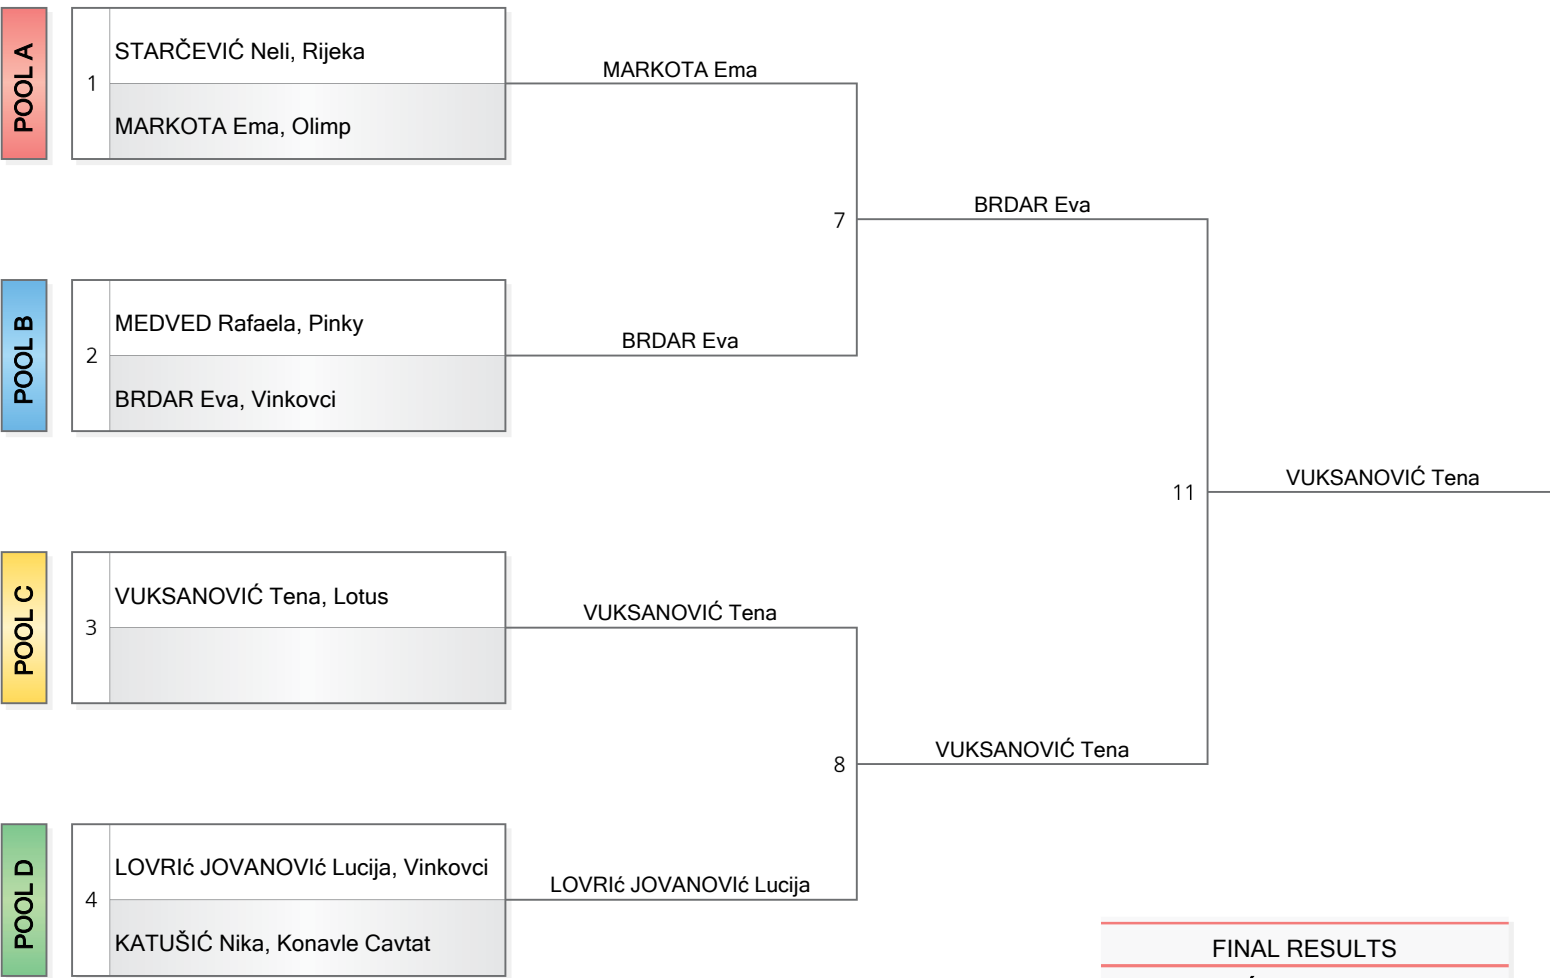 POOL A
1
STARČEVIĆ Neli, Rijeka
MARKOTA Ema, Olimp
MARKOTA Ema
7
BRDAR Eva
POOL B
2
MEDVED Rafaela, Pinky
BRDAR Eva, Vinkovci
BRDAR Eva
11
VUKSANOVIĆ Tena
POOL C
3
VUKSANOVIĆ Tena, Lotus
VUKSANOVIĆ Tena
8
VUKSANOVIĆ Tena
POOL D
4
LOVRIć JOVANOVIć Lucija, Vinkovci
KATUŠIĆ Nika, Konavle Cavtat
LOVRIć JOVANOVIć Lucija
FINAL RESULTS